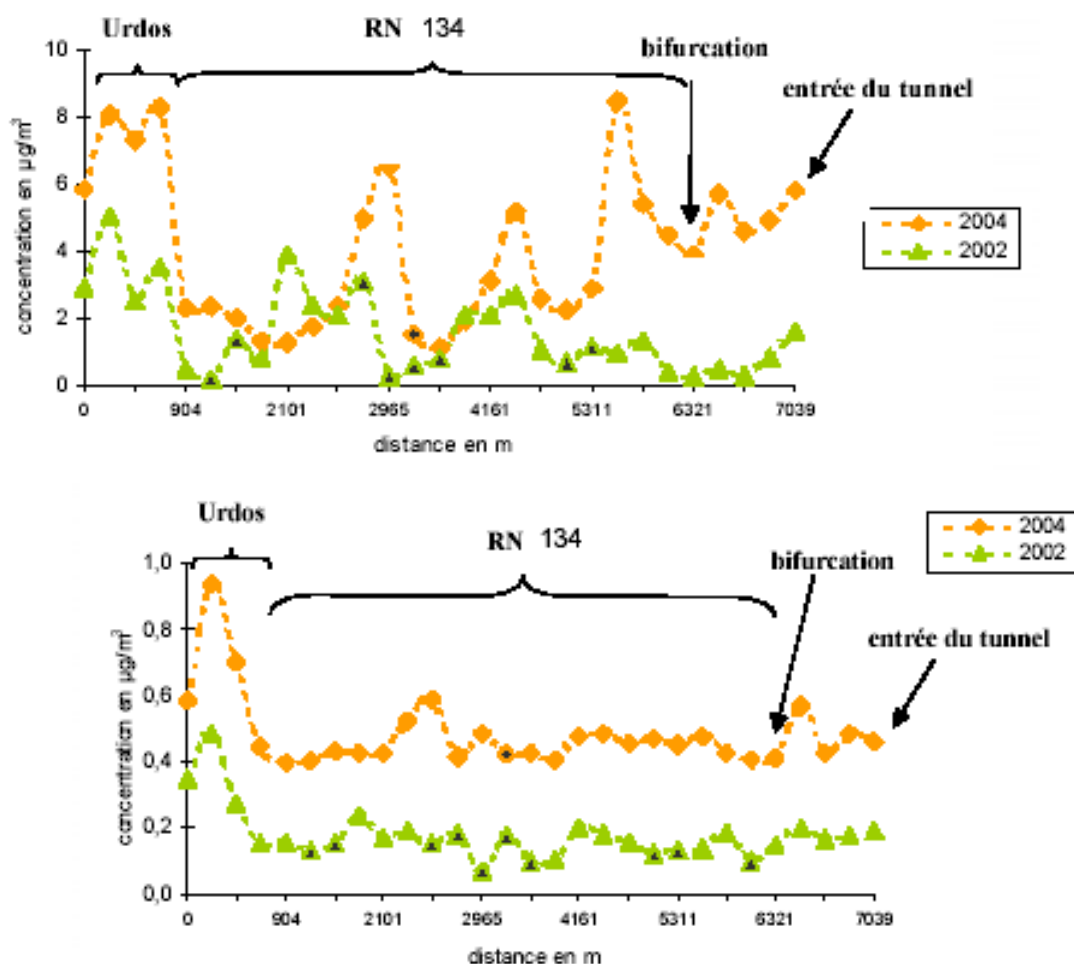 Urdos
RN 134
bifurcation
entrée du tunnel
10
8
6
4
2
0
concentration en µg/m³
2004
2002
0 904 2101 2965 4161 5311 6321 7039
distance en m
Urdos
RN 134
bifurcation
entrée du tunnel
2004
2002
1,0
0,8
0,6
0,4
0,2
0,0
concentration en µg/m³
0 904 2101 2965 4161 5311 6321 7039
distance en m